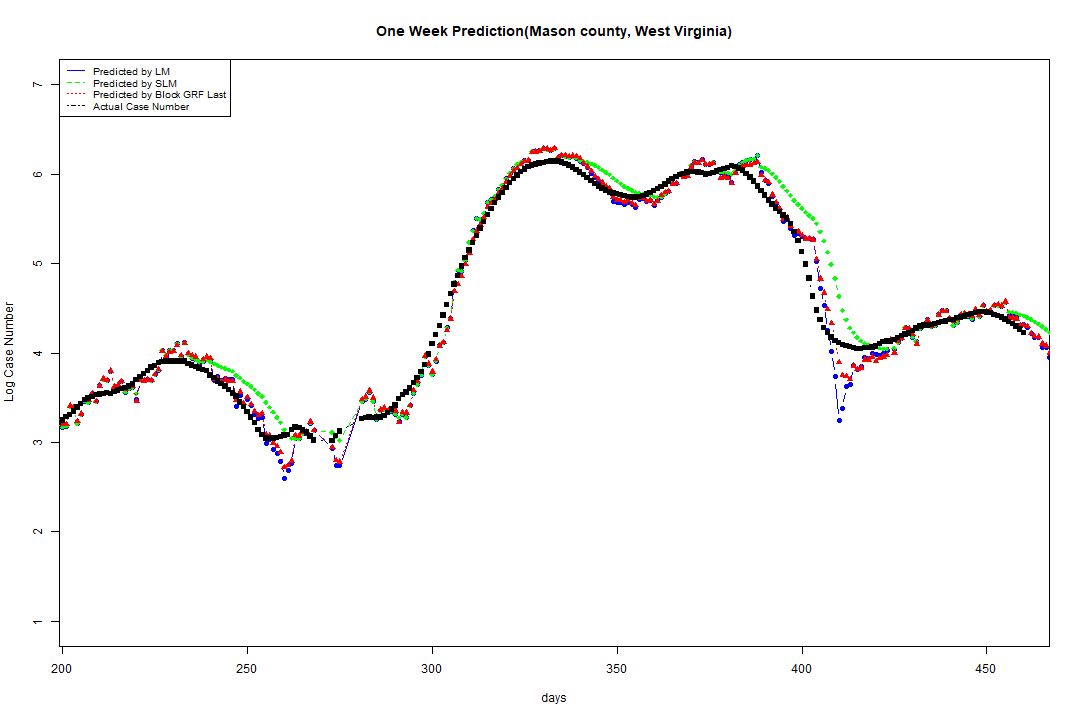 One Week Prediction(Mason county, West Virginia)
Predicted by LM
Predicted by SLM
Predicted by Block GRF Last
Actual Case Number
Log Case Number
7
6
5
4
3
2
1
200 250 300 350 400 450
days